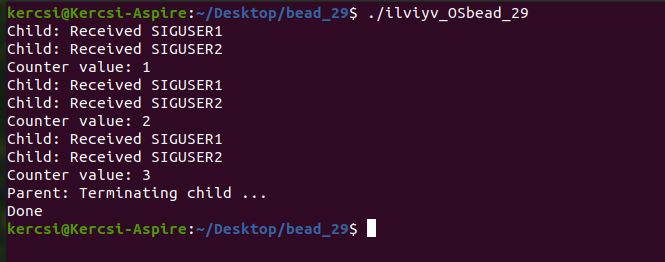 kercsi@Kercsi-Aspire:~/Desktop/bead_29$ ./ilviyv_OSbead_29
Child: Received SIGUSER1
Child: Received SIGUSER2
Counter value: 1
Child: Received SIGUSER1
Child: Received SIGUSER2
Counter value: 2
Child: Received SIGUSER1
Child: Received SIGUSER2
Counter value: 3
Parent: Terminating child ...
Done
kercsi@Kercsi-Aspire:~/Desktop/bead_29$